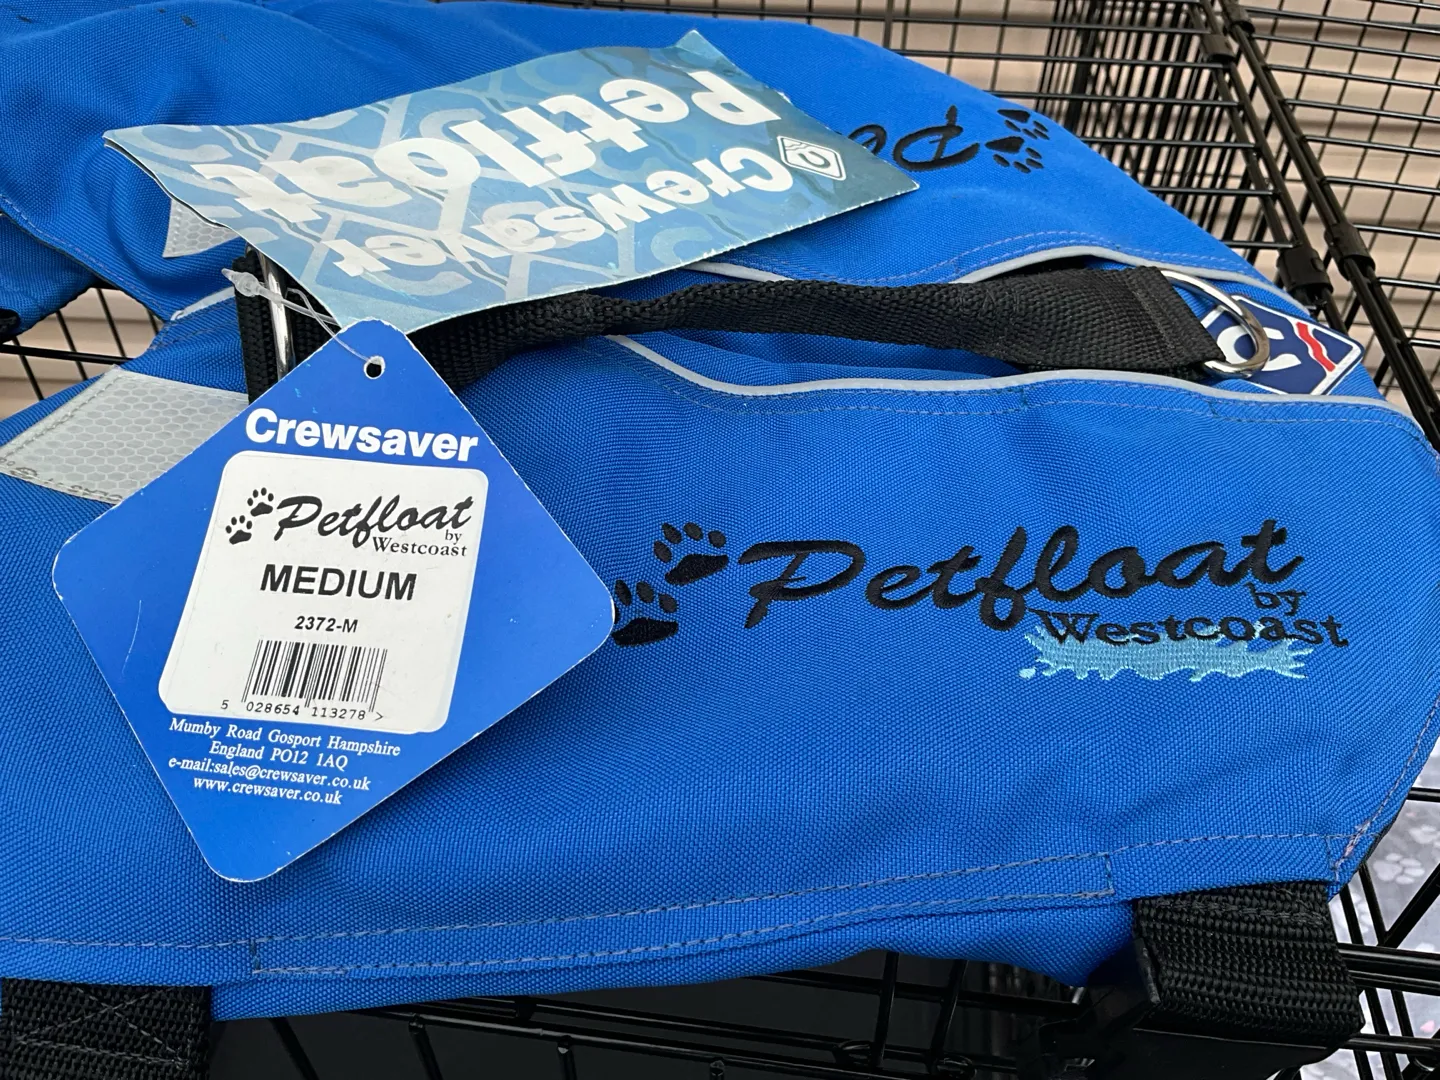 Crewsaver
Petfloat
Pe
Crewsaver
Petfloat
by
Westcoast
MEDIUM
2372-M
5 028654 113278 >
Mumby Road Gosport Hampshire
England PO12 1AQ
e-mail:sales@crewsaver.co.uk
www.crewsaver.co.uk
Petfloat
by
Westcoast